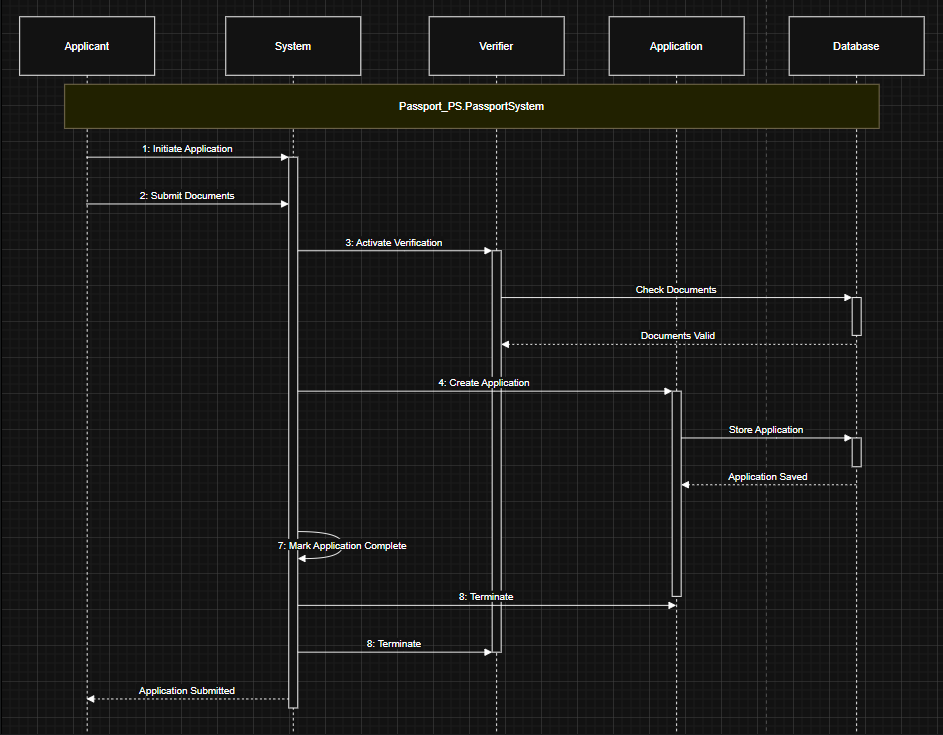 Applicant
System
Verifier
Application
Database
Passport_PS.PassportSystem
1: Initiate Application
2: Submit Documents
3: Activate Verification
Check Documents
Documents Valid
4: Create Application
Store Application
Application Saved
7: Mark Application Complete
8: Terminate
8: Terminate
Application Submitted